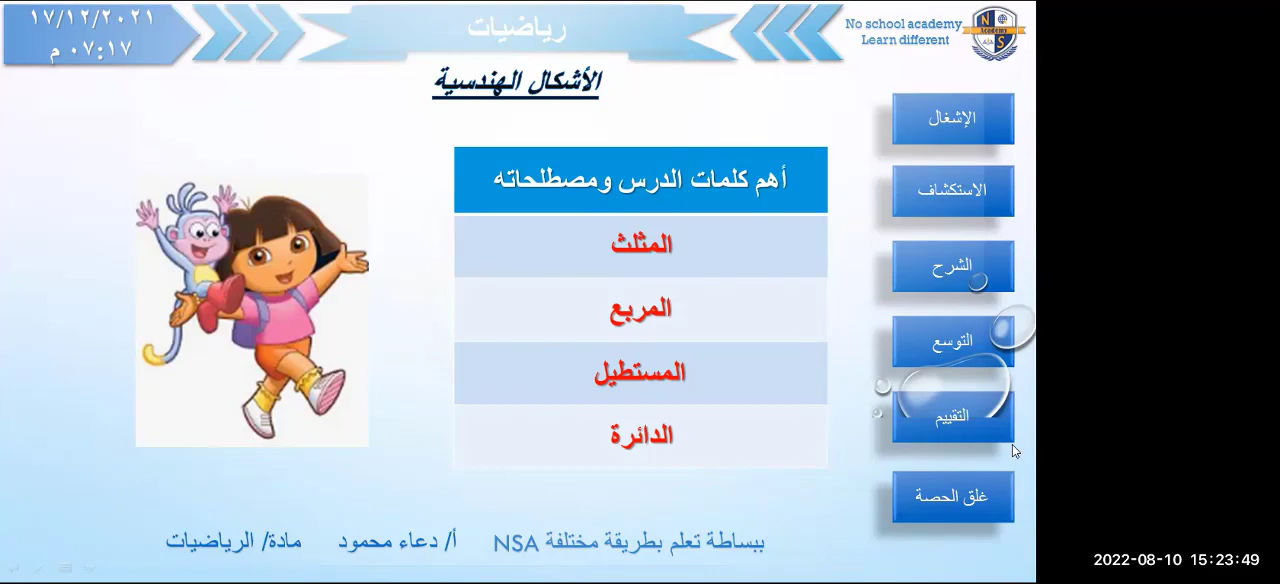 ١٧/١٢/٢٠٢١
٠٧:١٧ م
رياضيات
No school academy
Learn different
N
Academy
S
الأشكال الهندسية
الإشغال
الاستكشاف
الشرح
التوسع
التقييم
غلق الحصة
أهم كلمات الدرس ومصطلحاته
المثلث
المربع
المستطيل
الدائرة
ببساطة تعلم بطريقة مختلفة NSA
أ/ دعاء محمود
مادة/ الرياضيات
2022-08-10 15:23:49